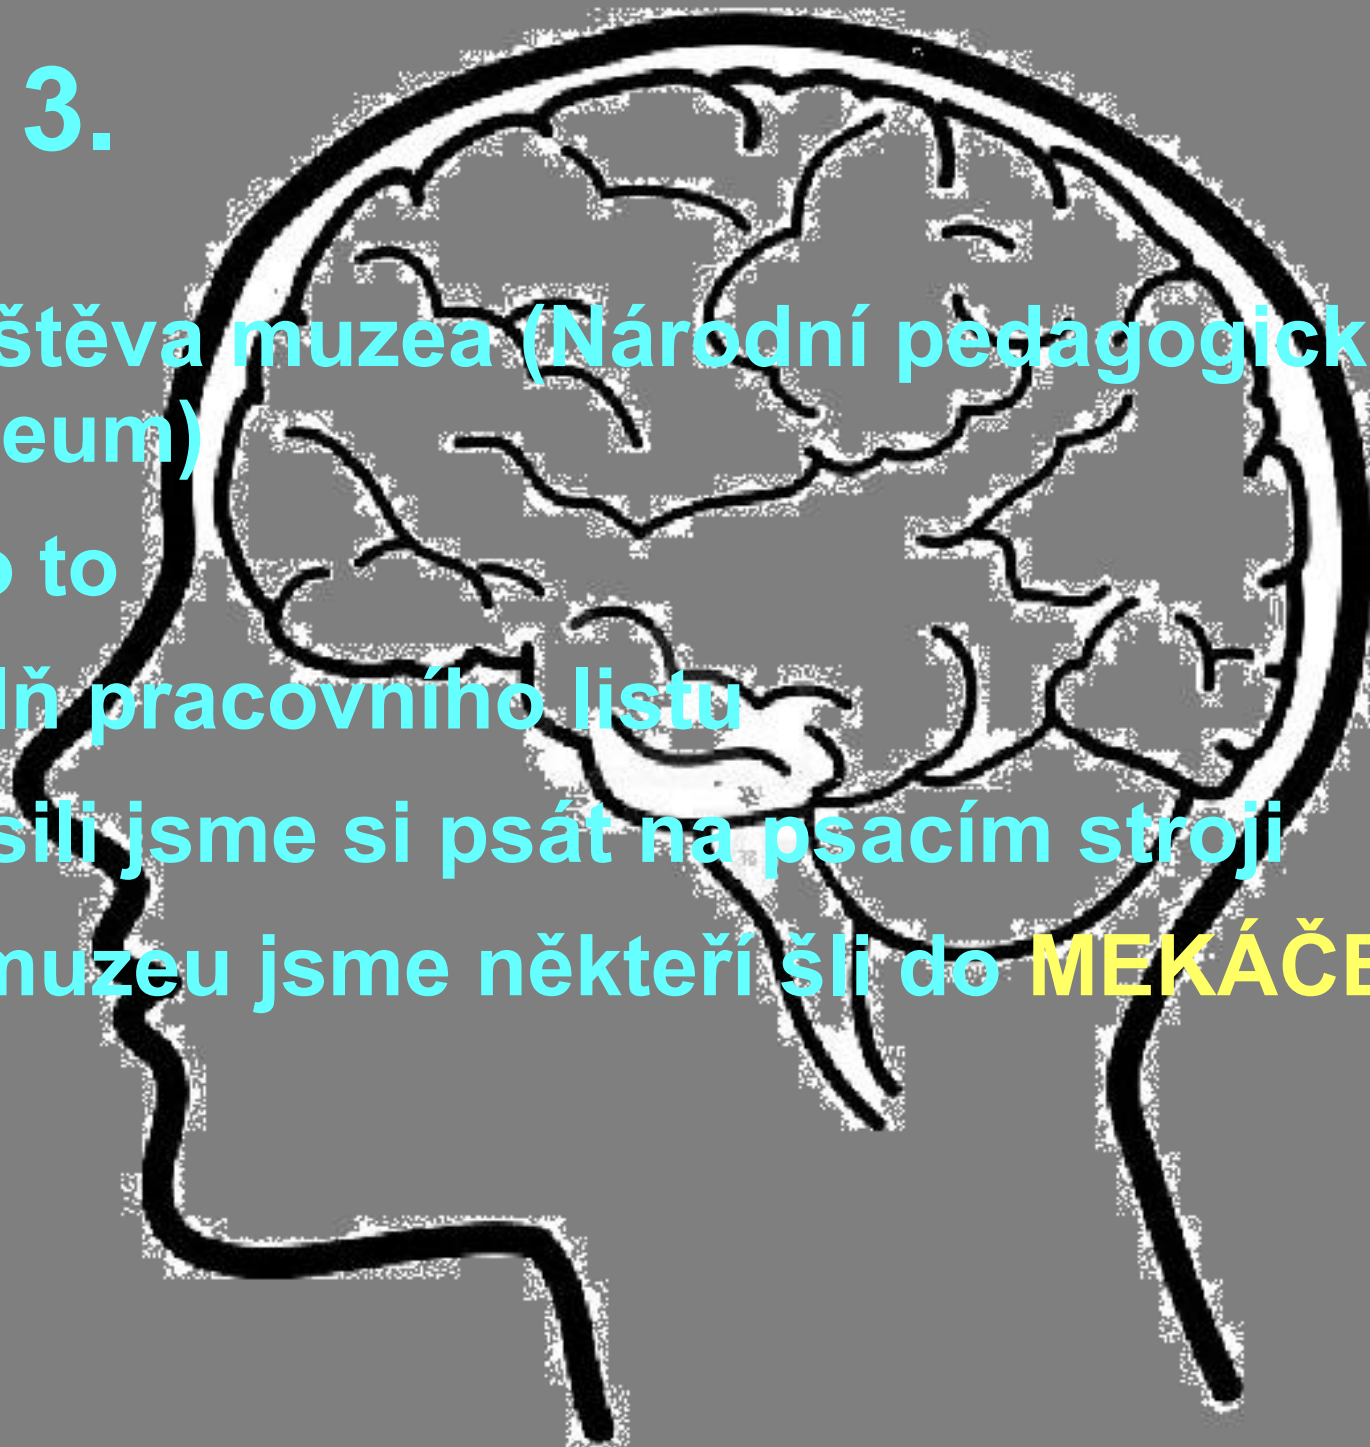 3.
štěva muzea (Národní pedagogick
eum)
to
lň pracovního listu
sili jsme si psát na psacím stroji
muzeu jsme někteří šli do MEKÁČE